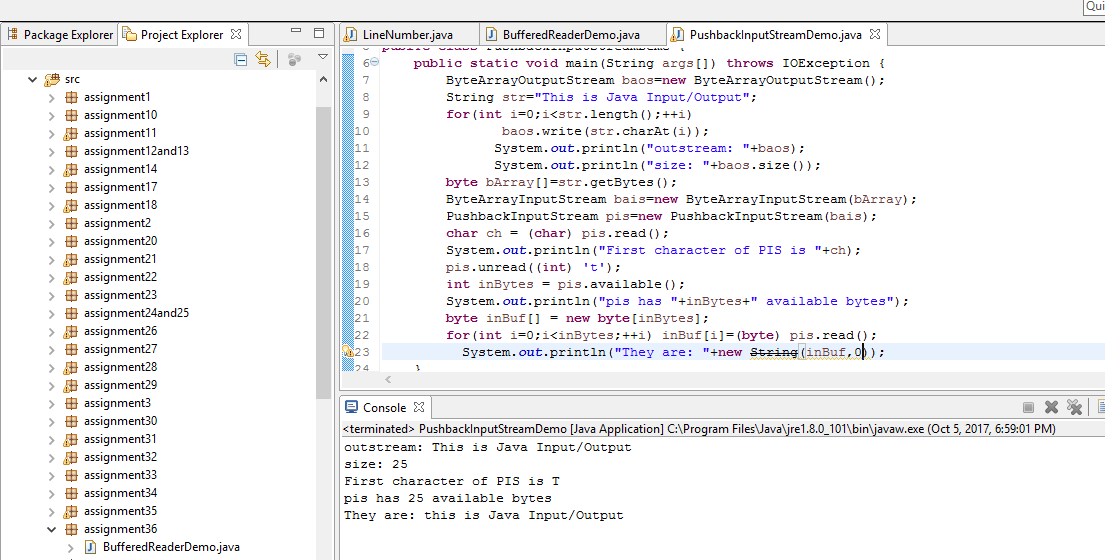 Qui
Package Explorer
Project Explorer
src
assignment1
assignment10
assignment11
assignment12and13
assignment14
assignment17
assignment18
assignment2
assignment20
assignment21
assignment22
assignment23
assignment24and25
assignment26
assignment27
assignment28
assignment29
assignment3
assignment30
assignment31
assignment32
assignment33
assignment34
assignment35
assignment36
BufferedReaderDemo.java
LineNumber.java
BufferedReaderDemo.java
PushbackInputStreamDemo.java
5 public class PushbackInputStreamDemo {
6 public static void main(String args[]) throws IOException {
7 ByteArrayOutputStream baos=new ByteArrayOutputStream();
8 String str="This is Java Input/Output";
9 for(int i=0;i<str.length();++i)
10 baos.write(str.charAt(i));
11 System.out.println("outstream: "+baos);
12 System.out.println("size: "+baos.size());
13 byte bArray[]=str.getBytes();
14 ByteArrayInputStream bais=new ByteArrayInputStream(bArray);
15 PushbackInputStream pis=new PushbackInputStream(bais);
16 char ch = (char) pis.read();
17 System.out.println("First character of PIS is "+ch);
18 pis.unread((int) 't');
19 int inBytes = pis.available();
20 System.out.println("pis has "+inBytes+" available bytes");
21 byte inBuf[] = new byte[inBytes];
22 for(int i=0;i<inBytes;++i) inBuf[i]=(byte) pis.read();
23 System.out.println("They are: "+new String(inBuf,0));
24 }
Console
<terminated> PushbackInputStreamDemo [Java Application] C:\Program Files\Java\jre1.8.0_101\bin\javaw.exe (Oct 5, 2017, 6:59:01 PM)
outstream: This is Java Input/Output
size: 25
First character of PIS is T
pis has 25 available bytes
They are: this is Java Input/Output